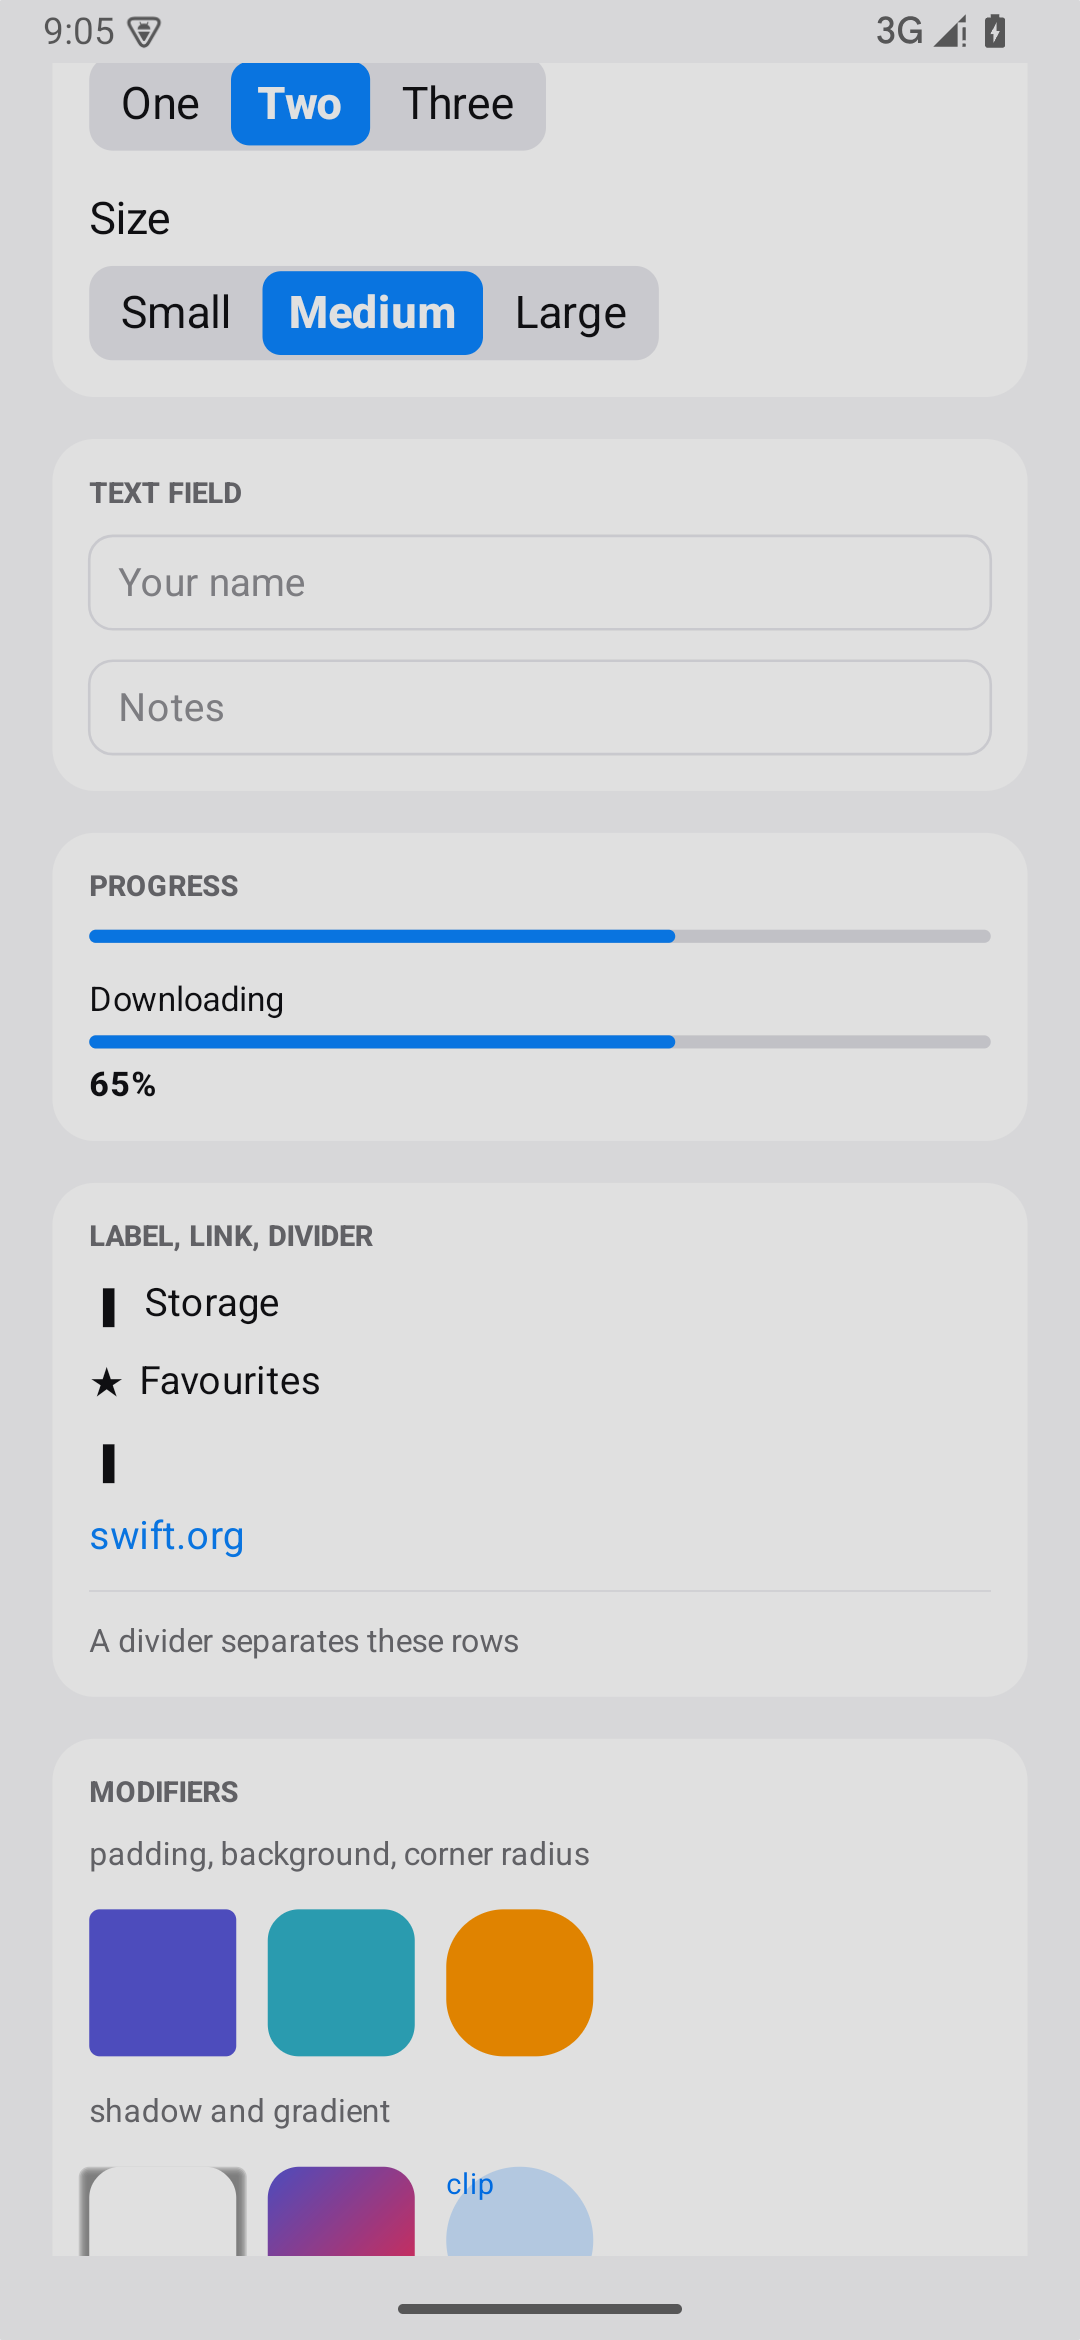 9:05
3G
One Two Three
Size
Small Medium Large
TEXT FIELD
Your name
Notes
PROGRESS
Downloading
65%
LABEL, LINK, DIVIDER
Storage
★ Favourites
swift.org
A divider separates these rows
MODIFIERS
padding, background, corner radius
shadow and gradient
clip